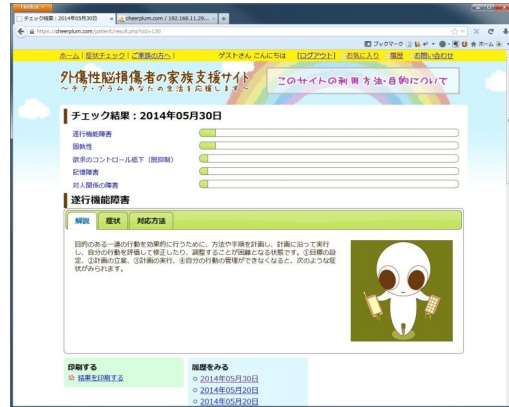 Firefox
チェック結果：2014年05月30日
cheerplum.com / 192.168.11.29...
https://cheerplum.com/patient/result.php?sid=130
ブックマーク
ホーム
ホーム | 症状チェック | ご家族の方へ |
ゲストさん こんにちは [ログアウト] お気に入り 履歴 お問い合わせ
外傷性脳損傷者の家族支援サイト
～チア・プラム あなたの生活を応援します～
このサイトの利用方法・目的について
チェック結果：2014年05月30日
遂行機能障害
固執性
欲求のコントロール低下（脱抑制）
記憶障害
対人関係の障害
遂行機能障害
解説 症状 対応方法
目的のある一連の行動を効果的に行うために、方法や手順を計画し、計画に沿って実行
し、自分の行動を評価して修正したり、調整することが困難となる状態です。①目標の設
定、②計画の立案、③計画の実行、④自分の行動の管理ができなくなると、次のような症
状がみられます。
印刷する
結果を印刷する
履歴をみる
2014年05月30日
2014年05月20日
2014年05月20日